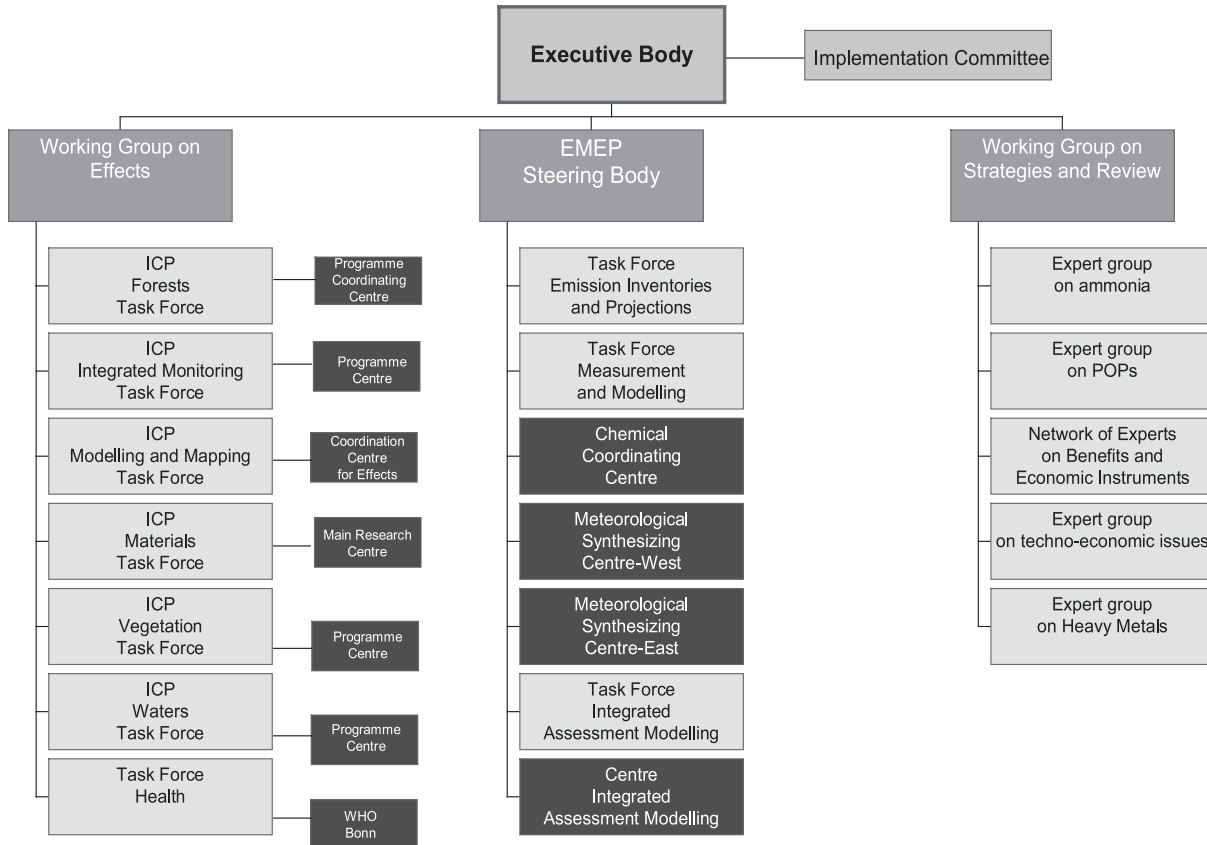 Executive Body
Implementation Committee
Working Group on
Effects
EMEP
Steering Body
Working Group on
Strategies and Review
ICP
Forests
Task Force
Programme
Coordinating
Centre
ICP
Integrated Monitoring
Task Force
Programme
Centre
ICP
Modelling and Mapping
Task Force
Coordination
Centre
for Effects
ICP
Materials
Task Force
Main Research
Centre
ICP
Vegetation
Task Force
Programme
Centre
ICP
Waters
Task Force
Programme
Centre
Task Force
Health
WHO
Bonn
Task Force
Emission Inventories
and Projections
Task Force
Measurement
and Modelling
Chemical
Coordinating
Centre
Meteorological
Synthesizing
Centre-West
Meteorological
Synthesizing
Centre-East
Task Force
Integrated
Assessment Modelling
Centre
Integrated
Assessment Modelling
Expert group
on ammonia
Expert group
on POPs
Network of Experts
on Benefits and
Economic Instruments
Expert group
on techno-economic issues
Expert group
on Heavy Metals